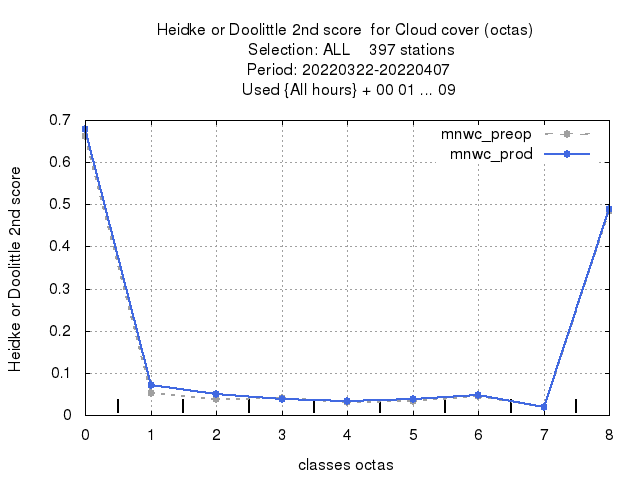 Heidke or Doolittle 2nd score  for Cloud cover (octas)
Selection: ALL    397 stations
Period: 20220322-20220407
Used {All hours} + 00 01 ... 09
mnwc_preop
mnwc_prod
Heidke or Doolittle 2nd score
0.7
0.6
0.5
0.4
0.3
0.2
0.1
0
0 1 2 3 4 5 6 7 8
classes octas